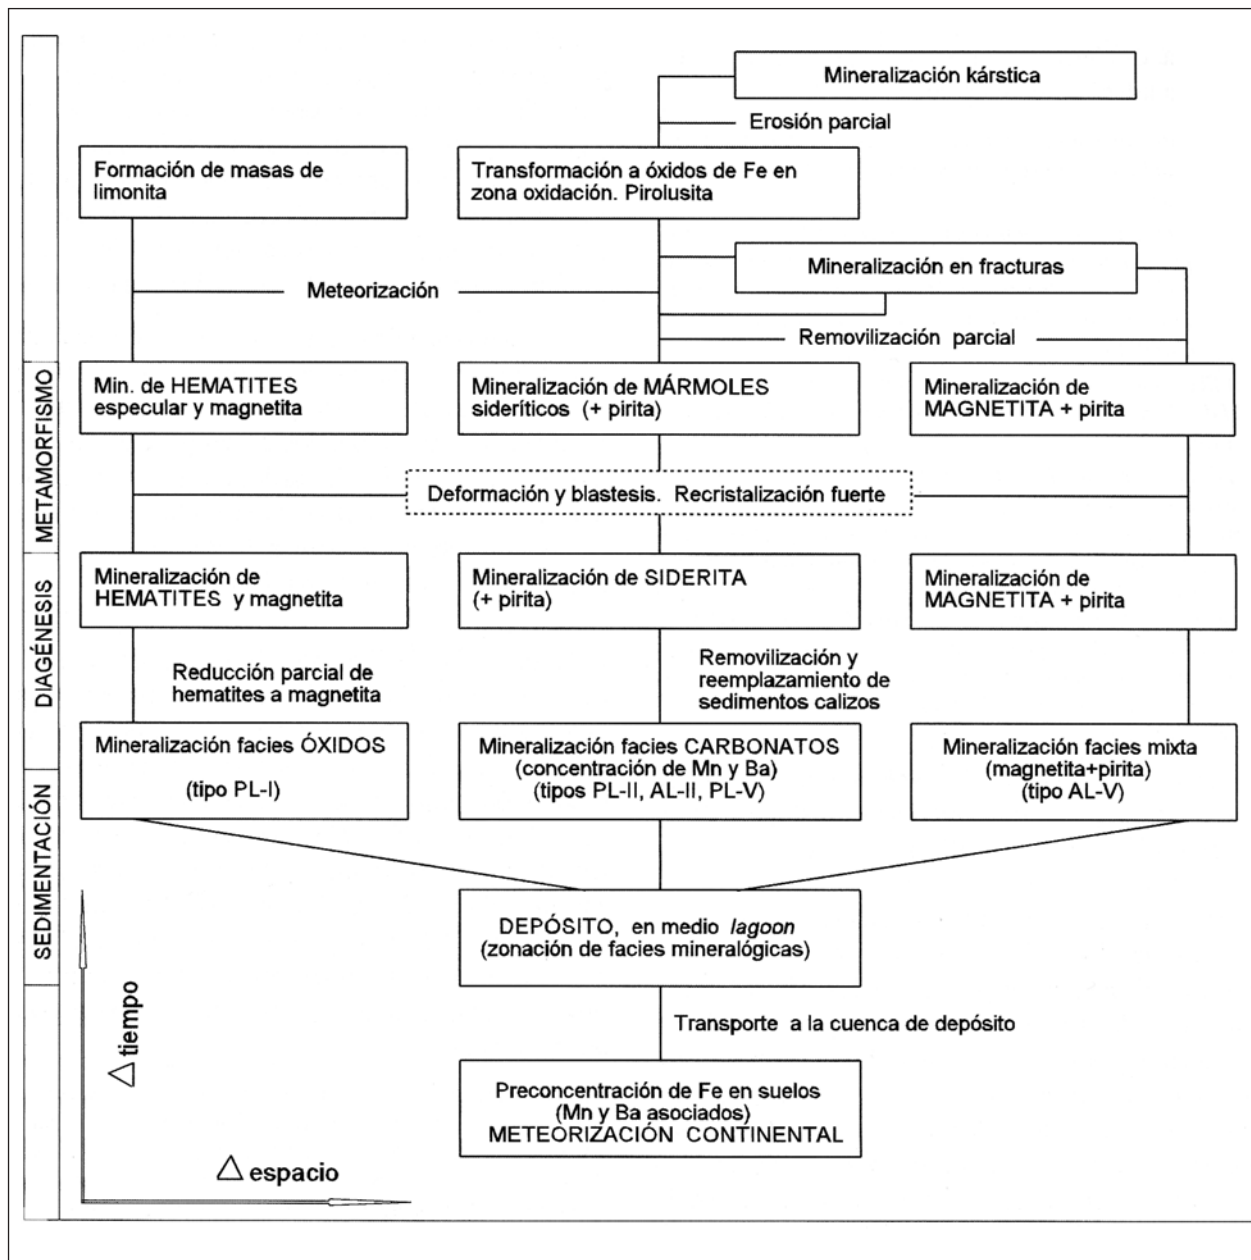 Mineralización kárstica
Erosión parcial
Formación de masas de
limonita
Transformación a óxidos de Fe en
zona oxidación. Pirolusita
Mineralización en fracturas
Meteorización
Removilización parcial
METAMORFISMO
Min. de HEMATITES
especular y magnetita
Mineralización de MÁRMOLES
sideríticos (+ pirita)
Mineralización de
MAGNETITA + pirita
Deformación y blastesis. Recristalización fuerte
DIAGÉNESIS
Mineralización de
HEMATITES y magnetita
Mineralización de SIDERITA
(+ pirita)
Mineralización de
MAGNETITA + pirita
Reducción parcial de
hematites a magnetita
Removilización y
reemplazamiento de
sedimentos calizos
Mineralización facies ÓXIDOS
(tipo PL-I)
Mineralización facies CARBONATOS
(concentración de Mn y Ba)
(tipos PL-II, AL-II, PL-V)
Mineralización facies mixta
(magnetita+pirita)
(tipo AL-V)
SEDIMENTACIÓN
DEPÓSITO, en medio lagoon
(zonación de facies mineralógicas)
Transporte a la cuenca de depósito
Preconcentración de Fe en suelos
(Mn y Ba asociados)
METEORIZACIÓN CONTINENTAL
△ tiempo
△ espacio